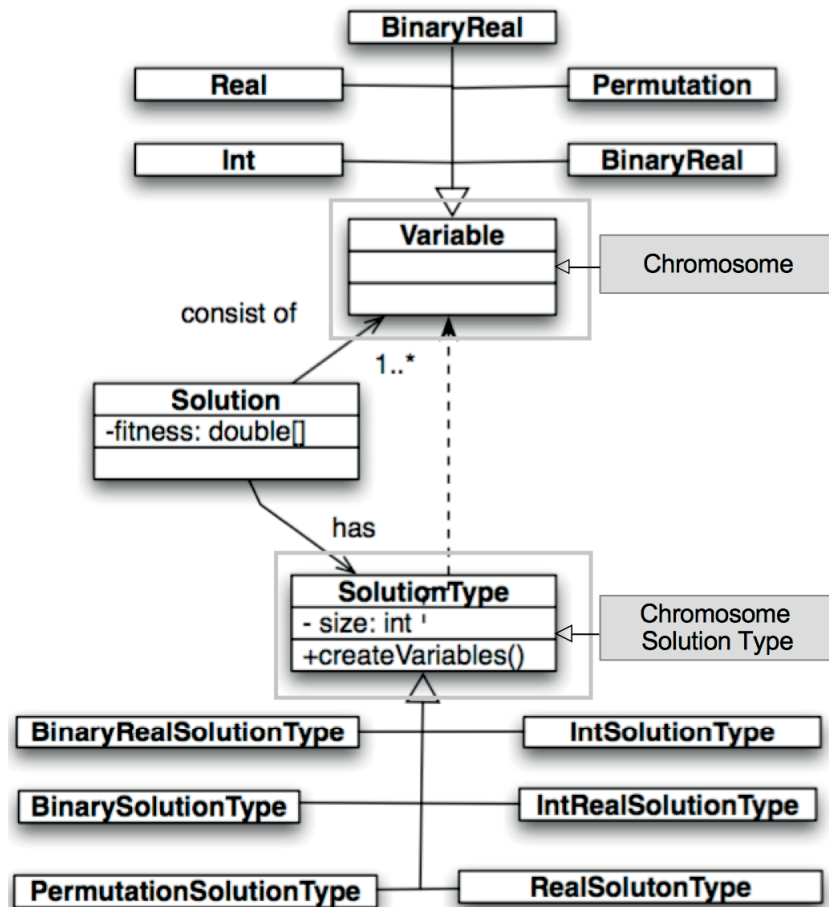 BinaryReal
Real
Permutation
Int
BinaryReal
Variable
Chromosome
consist of
1..*
Solution
-fitness: double[]
has
SolutionType
- size: int
+createVariables()
Chromosome
Solution Type
BinaryRealSolutionType
IntSolutionType
BinarySolutionType
IntRealSolutionType
PermutationSolutionType
RealSolutonType